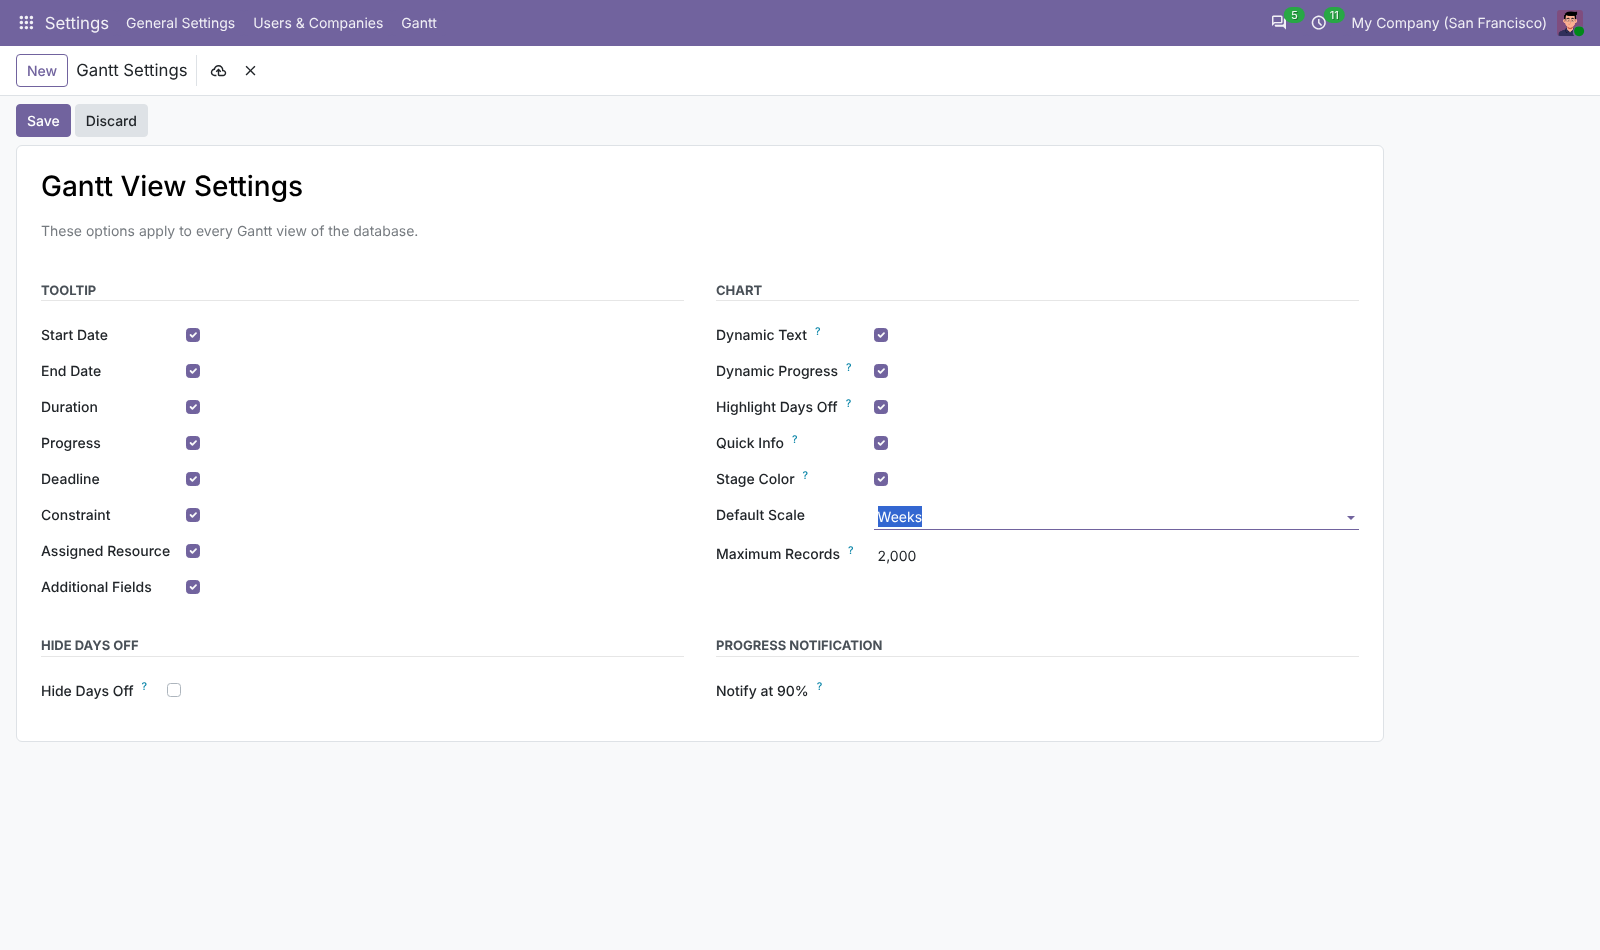 Settings General Settings Users & Companies Gantt 5 11 My Company (San Francisco)
New Gantt Settings
Save Discard
Gantt View Settings
These options apply to every Gantt view of the database.
TOOLTIP
Start Date
End Date
Duration
Progress
Deadline
Constraint
Assigned Resource
Additional Fields
CHART
Dynamic Text ?
Dynamic Progress ?
Highlight Days Off ?
Quick Info ?
Stage Color ?
Default Scale Weeks
Maximum Records ? 2,000
HIDE DAYS OFF
Hide Days Off ?
PROGRESS NOTIFICATION
Notify at 90% ?